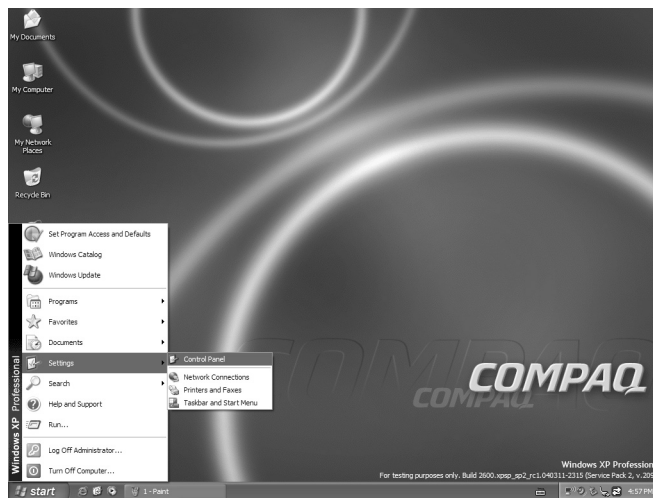 My Documents
My Computer
My Network
Places
Recycle Bin
Set Program Access and Defaults
Windows Catalog
Windows Update
Programs
Favorites
Documents
Settings
Search
Help and Support
Run...
Log Off Administrator...
Turn Off Computer...
Windows XP Professional
Control Panel
Network Connections
Printers and Faxes
Taskbar and Start Menu
COMPAQ
COMPAQ
COMPAQ
Windows XP Profession
For testing purposes only. Build 2600.xpsp_sp2_rc1.040311-2315 (Service Pack 2, v.209
start
1 - Paint
4:57 PM